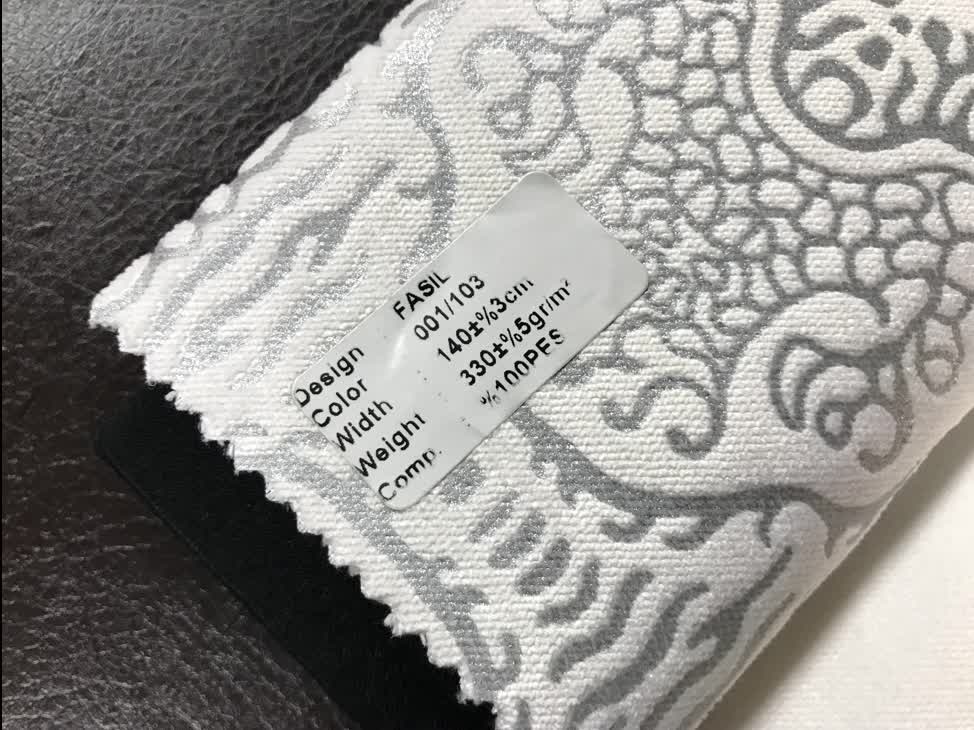 Design FASIL
Color 001/103
Width 140±%3cm
Weight 330±%5gr/m²
Comp. %100PES